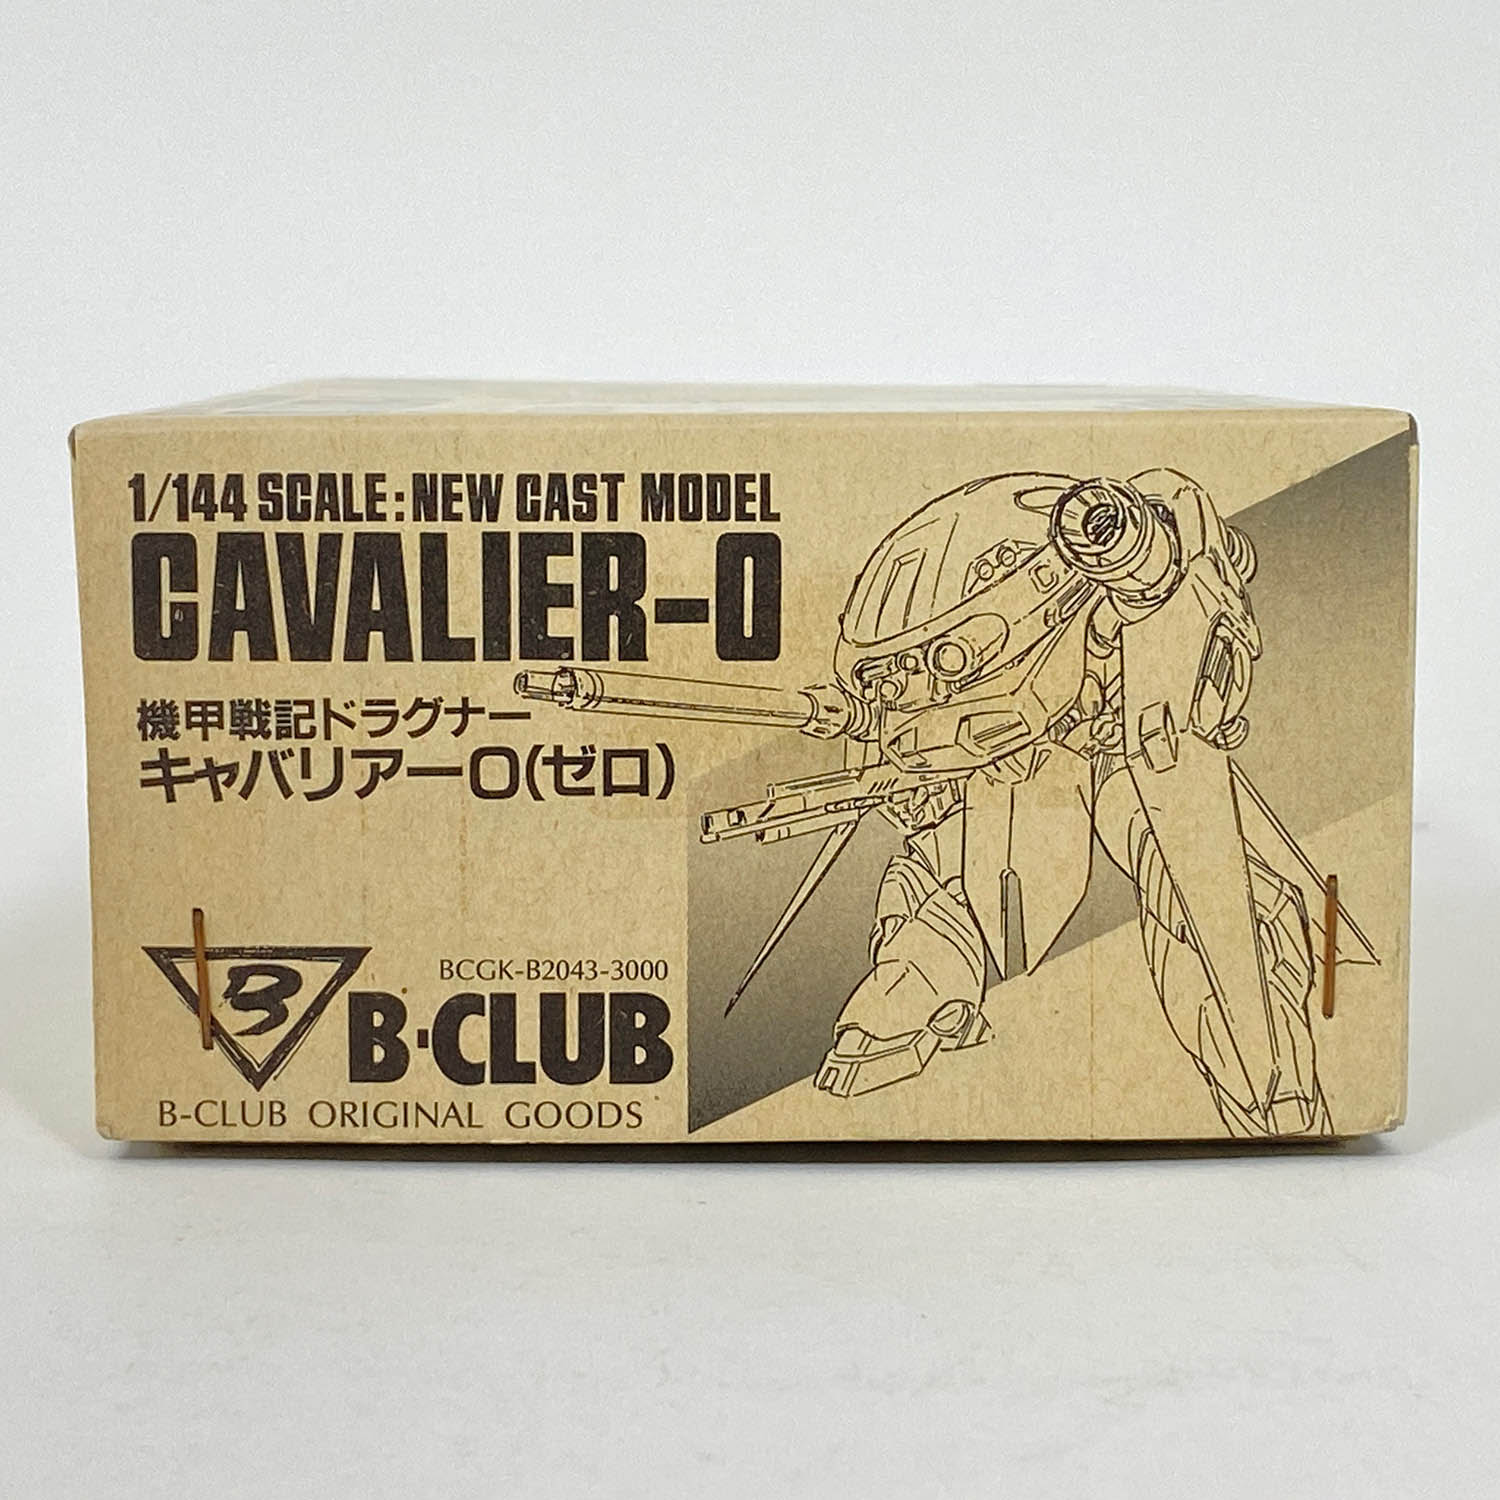 1/144 SCALE:NEW CAST MODEL
CAVALIER-0
機甲戦記ドラグナー
キャバリアー0(ゼロ)
B
BCGK-B2043-3000
B·CLUB
B-CLUB ORIGINAL GOODS